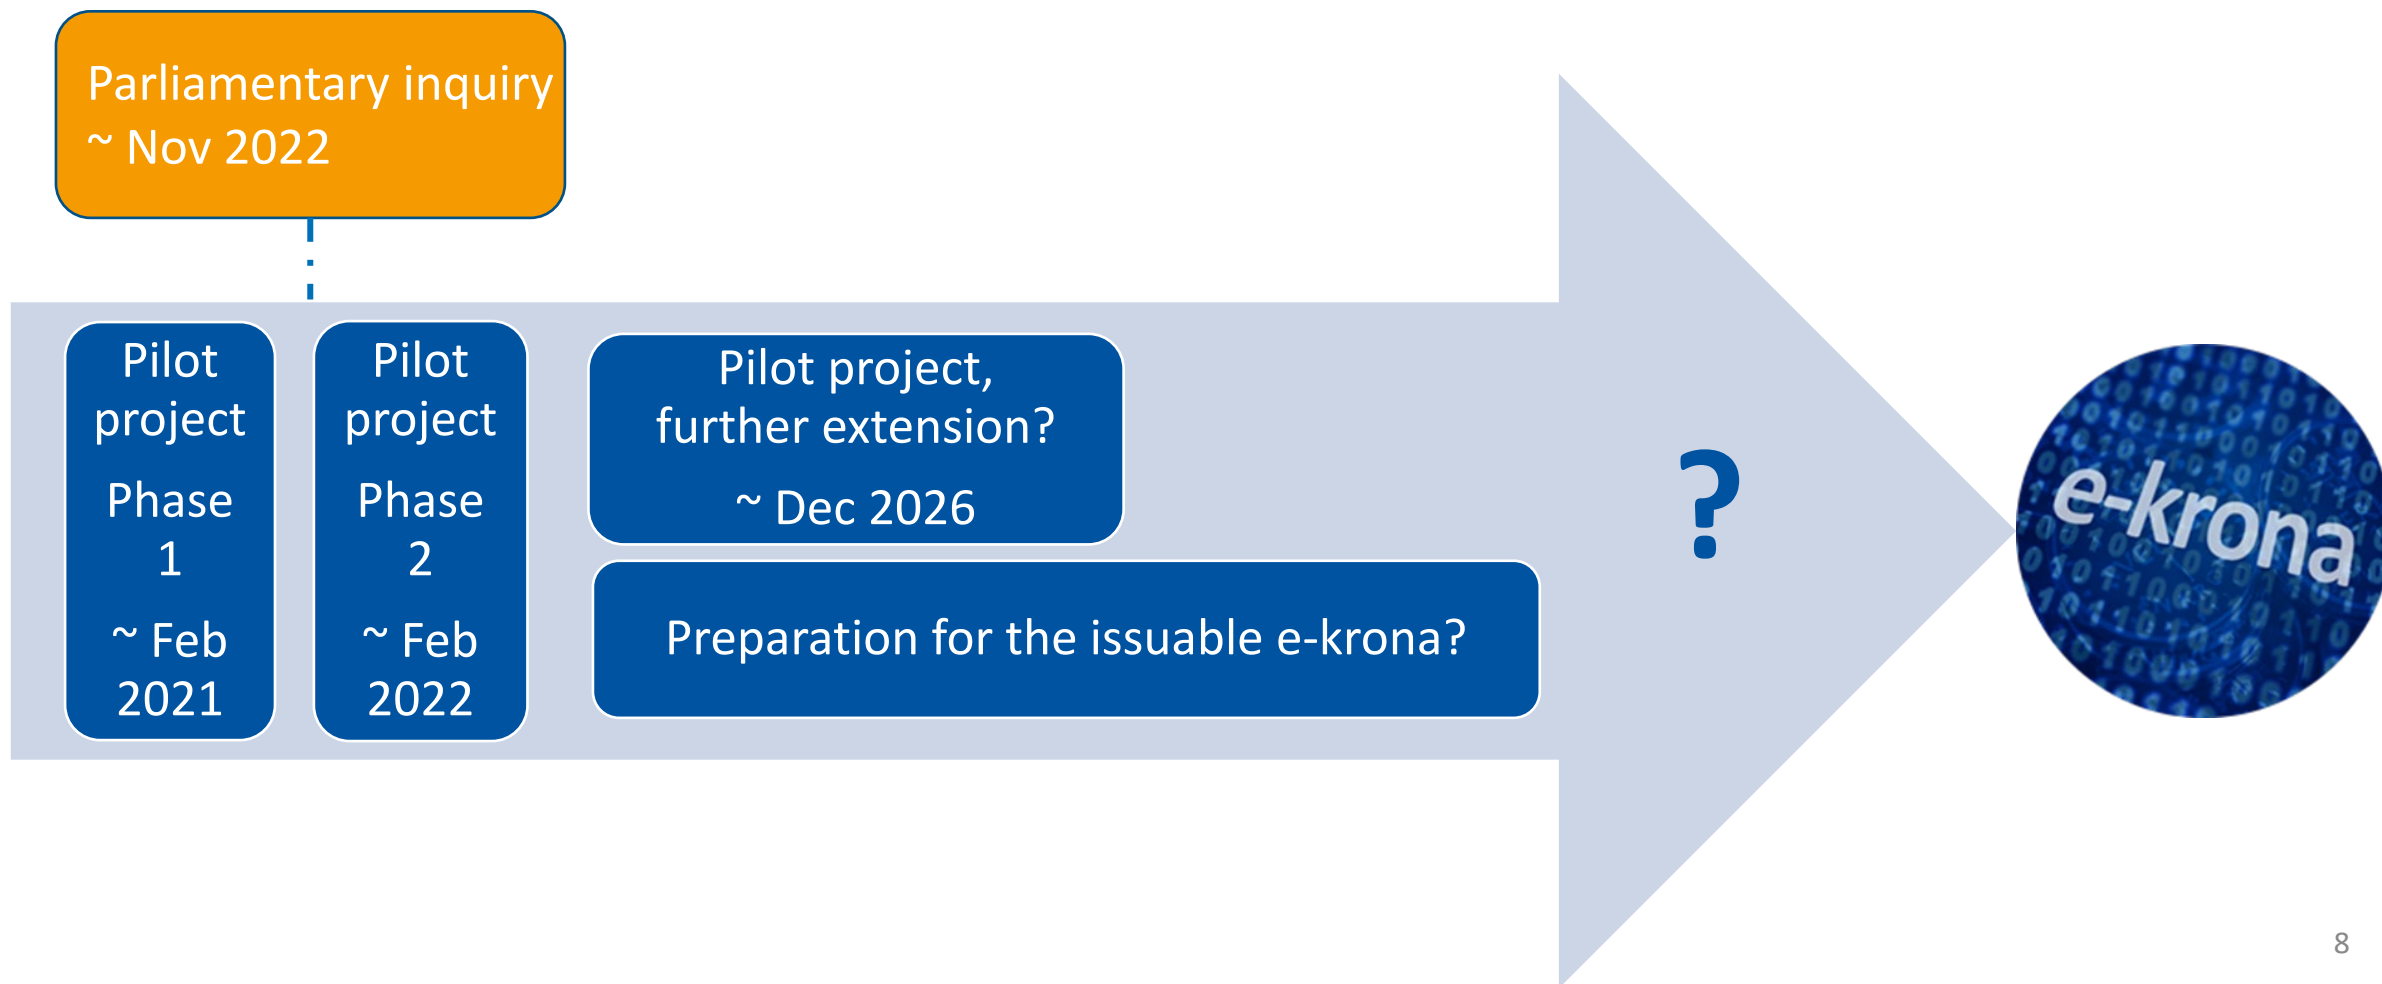 Parliamentary inquiry
~ Nov 2022
Pilot
project
Phase
1
~ Feb
2021
Pilot
project
Phase
2
~ Feb
2022
Pilot project,
further extension?
~ Dec 2026
Preparation for the issuable e-krona?
?
e-krona
8